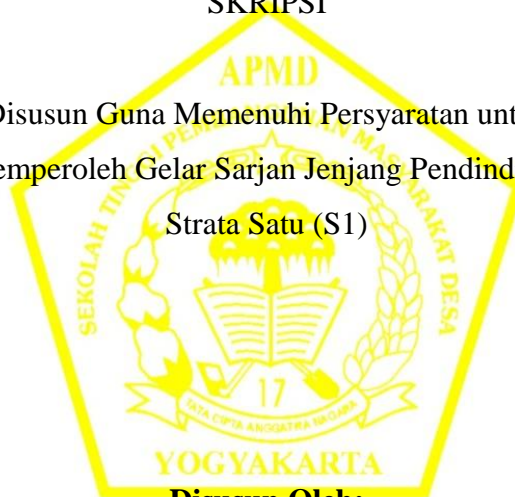 SKRIPSI
APMD
Disusun Guna Memenuhi Persyaratan unt
emperoleh Gelar Sarjan Jenjang Pendind
Strata Satu (S1)
SEKOLAH TINGGI PEMBANGUNAN MASYARAKAT DESA
17
TATA CIPTA ANGGATRA NAGARA
YOGYAKARTA
Disusun Oleh: